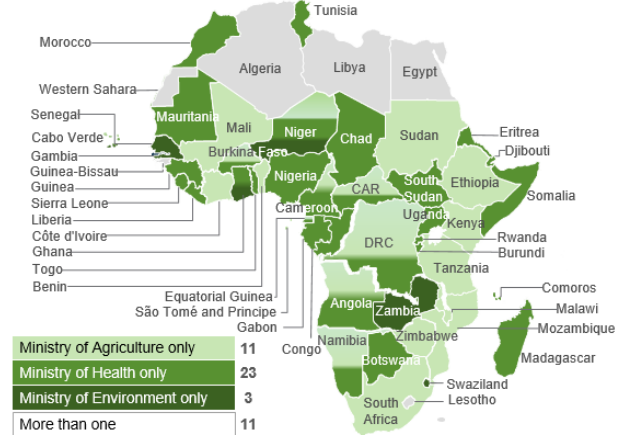 Tunisia
Morocco
Algeria
Libya
Egypt
Western Sahara
Mauritania
Senegal
Mali
Niger
Chad
Sudan
Eritrea
Cabo Verde
Djibouti
Gambia
Burkina Faso
Guinea-Bissau
Nigeria
South
Sudan
Ethiopia
Guinea
CAR
Somalia
Sierra Leone
Cameroon
Uganda
Kenya
Liberia
Côte d'Ivoire
DRC
Rwanda
Ghana
Burundi
Togo
Tanzania
Benin
Comoros
Equatorial Guinea
São Tomé and Principe
Angola
Zambia
Malawi
Gabon
Mozambique
Congo
Namibia
Zimbabwe
Madagascar
Botswana
Swaziland
Lesotho
South
Africa
Ministry of Agriculture only 11
Ministry of Health only 23
Ministry of Environment only 3
More than one 11